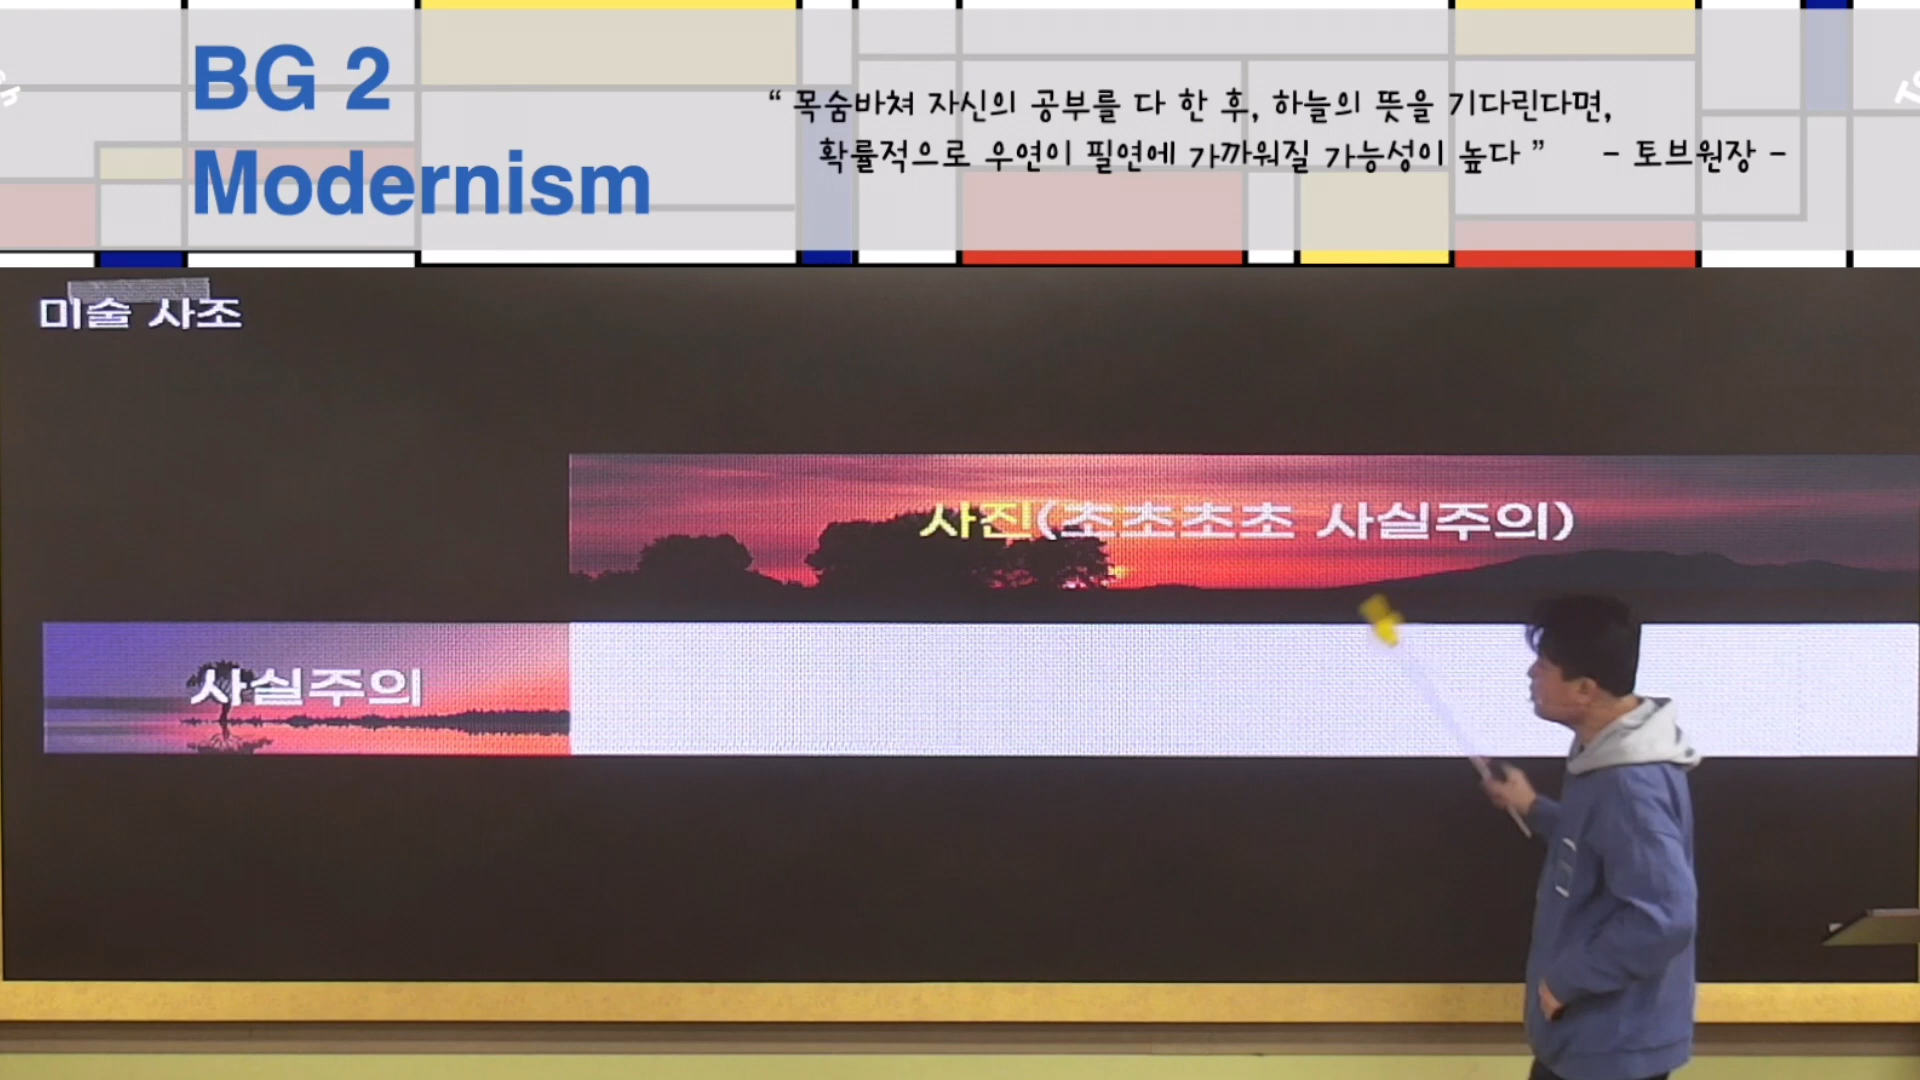 BG 2
Modernism
“ 목숨바쳐 자신의 공부를 다 한 후, 하늘의 뜻을 기다린다면,
확률적으로 우연이 필연에 가까워질 가능성이 높다 ” - 토브원장 -
미술 사조
사진(초초초초 사실주의)
사실주의